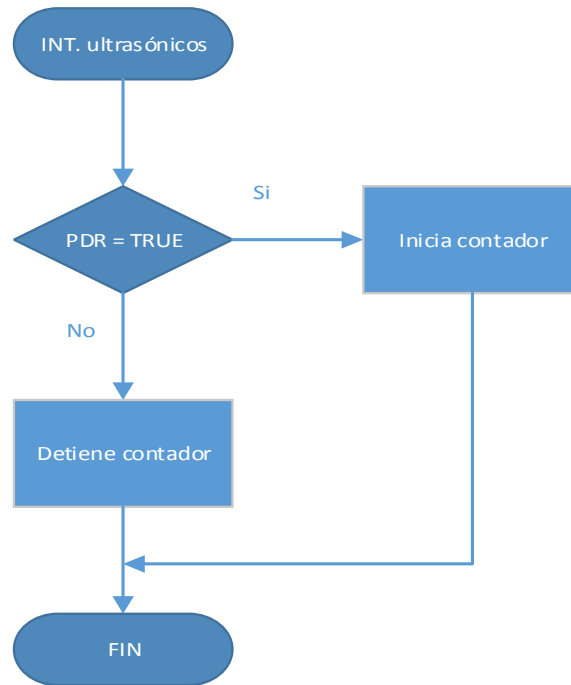 INT. ultrasónicos
Si
PDR = TRUE
Inicia contador
No
Detiene contador
FIN